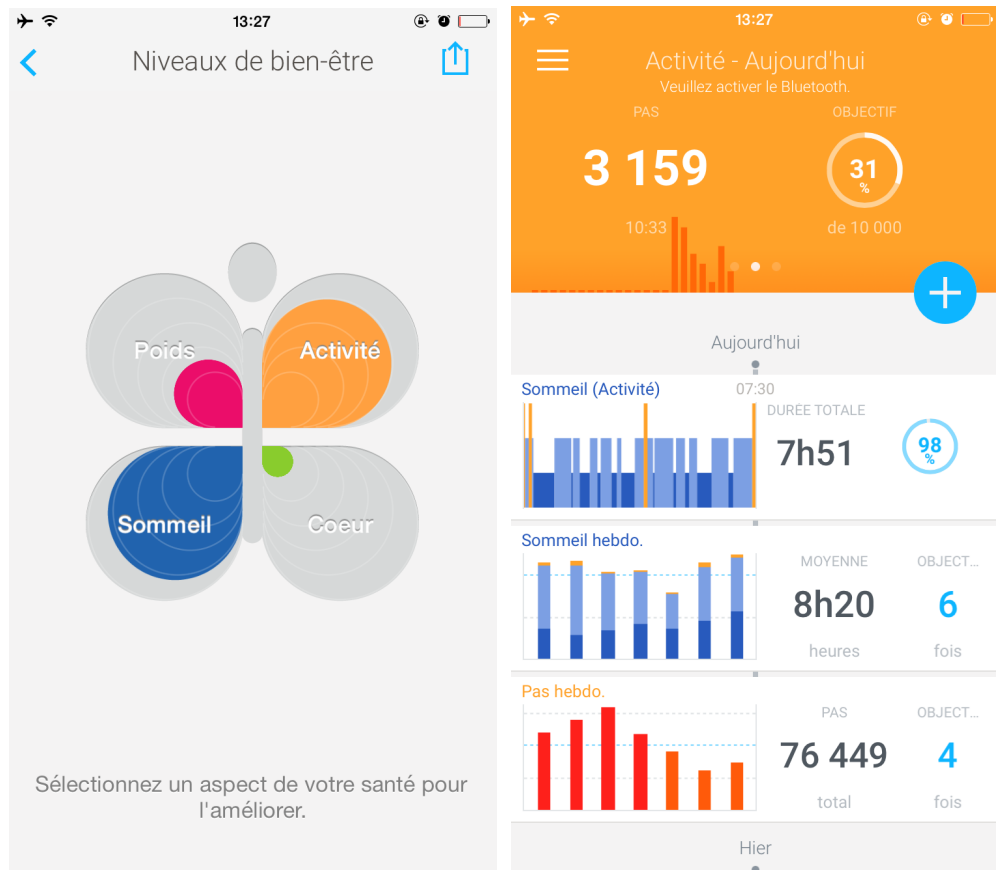 13:27
Niveaux de bien-être
Poids
Activité
Sommeil
Coeur
Sélectionnez un aspect de votre santé pour
l'améliorer.
13:27
Activité - Aujourd'hui
Veuillez activer le Bluetooth.
PAS
OBJECTIF
3 159
31
%
10:33
de 10 000
Aujourd'hui
Sommeil (Activité)
07:30
DURÉE TOTALE
7h51
98
%
Sommeil hebdo.
MOYENNE
OBJECT...
8h20
6
heures
fois
Pas hebdo.
PAS
OBJECT...
76 449
4
total
fois
Hier